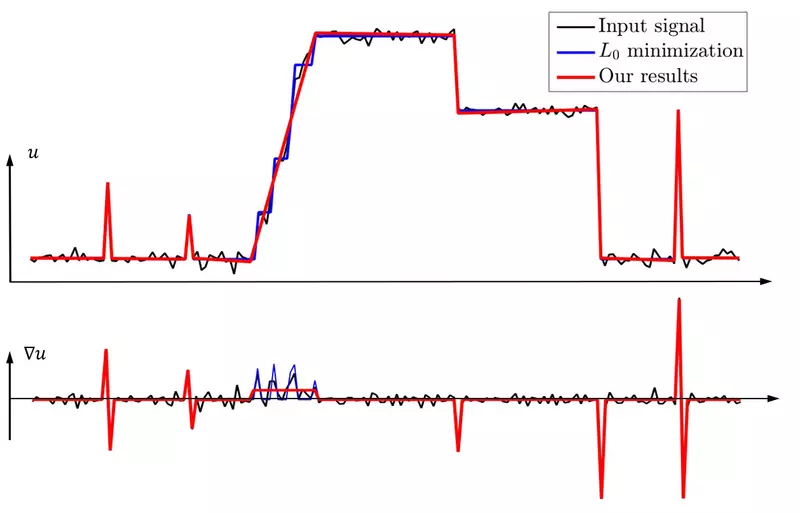 Input signal
L₀ minimization
Our results
u
∇u